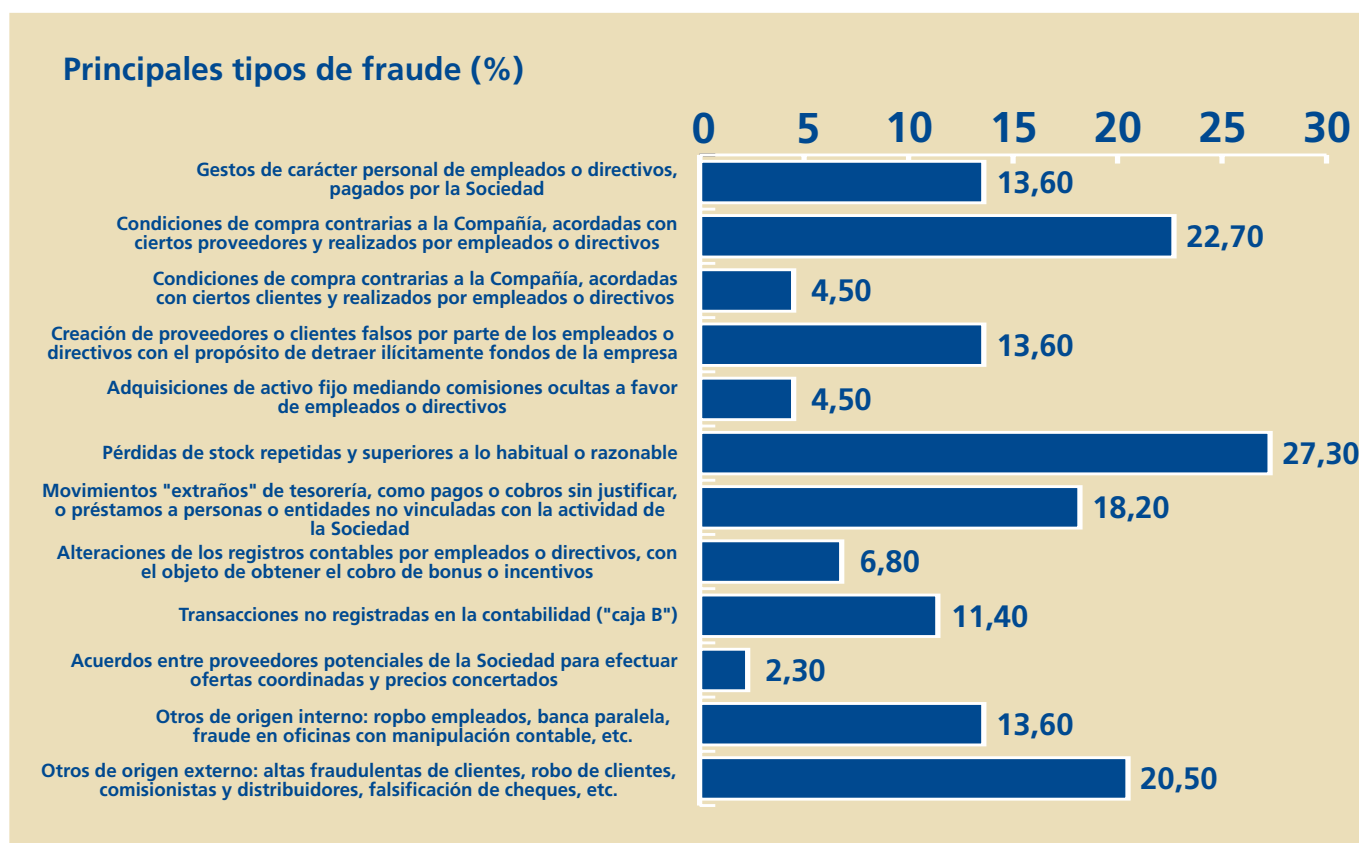 Principales tipos de fraude (%)
0 5 10 15 20 25 30
Gestos de carácter personal de empleados o directivos,
pagados por la Sociedad
13,60
Condiciones de compra contrarias a la Compañía, acordadas con
ciertos proveedores y realizados por empleados o directivos
22,70
Condiciones de compra contrarias a la Compañía, acordadas
con ciertos clientes y realizados por empleados o directivos
4,50
Creación de proveedores o clientes falsos por parte de los empleados o
directivos con el propósito de detraer ilícitamente fondos de la empresa
13,60
Adquisiciones de activo fijo mediando comisiones ocultas a favor
de empleados o directivos
4,50
Pérdidas de stock repetidas y superiores a lo habitual o razonable
27,30
Movimientos "extraños" de tesorería, como pagos o cobros sin justificar,
o préstamos a personas o entidades no vinculadas con la actividad de
la Sociedad
18,20
Alteraciones de los registros contables por empleados o directivos, con
el objeto de obtener el cobro de bonus o incentivos
6,80
Transacciones no registradas en la contabilidad ("caja B")
11,40
Acuerdos entre proveedores potenciales de la Sociedad para efectuar
ofertas coordinadas y precios concertados
2,30
Otros de origen interno: ropbo empleados, banca paralela,
fraude en oficinas con manipulación contable, etc.
13,60
Otros de origen externo: altas fraudulentas de clientes, robo de clientes,
comisionistas y distribuidores, falsificación de cheques, etc.
20,50